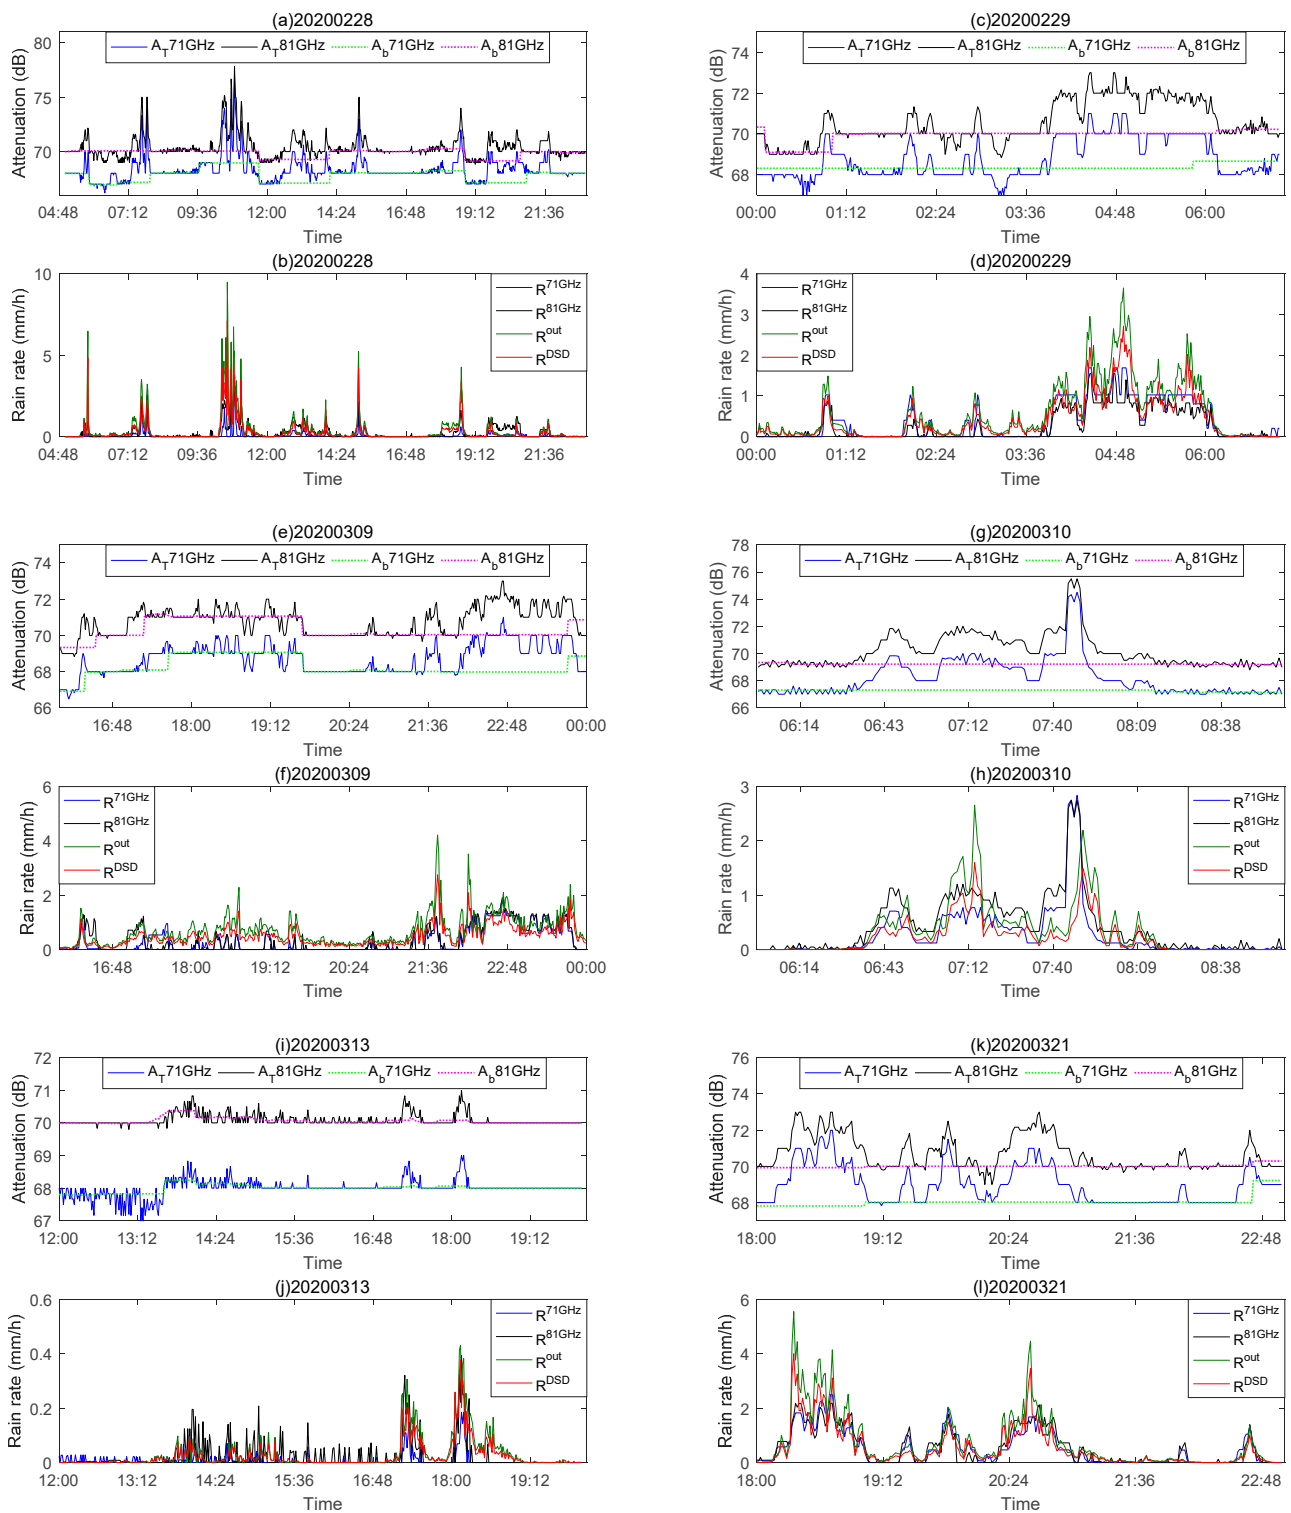 (a)20200228
A_T71GHz A_T81GHz A_b71GHz A_b81GHz
Attenuation (dB)
80
75
70
04:48 07:12 09:36 12:00 14:24 16:48 19:12 21:36
Time
(c)20200229
A_T71GHz A_T81GHz A_b71GHz A_b81GHz
Attenuation (dB)
74
72
70
68
00:00 01:12 02:24 03:36 04:48 06:00
Time
(b)20200228
Rain rate (mm/h)
10
5
0
R^71GHz
R^81GHz
R^out
R^DSD
04:48 07:12 09:36 12:00 14:24 16:48 19:12 21:36
Time
(d)20200229
Rain rate (mm/h)
4
3
2
1
0
R^71GHz
R^81GHz
R^out
R^DSD
00:00 01:12 02:24 03:36 04:48 06:00
Time
(e)20200309
A_T71GHz A_T81GHz A_b71GHz A_b81GHz
Attenuation (dB)
74
72
70
68
66
16:48 18:00 19:12 20:24 21:36 22:48 00:00
Time
(g)20200310
A_T71GHz A_T81GHz A_b71GHz A_b81GHz
Attenuation (dB)
78
76
74
72
70
68
66
06:14 06:43 07:12 07:40 08:09 08:38
Time
(f)20200309
Rain rate (mm/h)
6
4
2
0
R^71GHz
R^81GHz
R^out
R^DSD
16:48 18:00 19:12 20:24 21:36 22:48 00:00
Time
(h)20200310
Rain rate (mm/h)
3
2
1
0
R^71GHz
R^81GHz
R^out
R^DSD
06:14 06:43 07:12 07:40 08:09 08:38
Time
(i)20200313
A_T71GHz A_T81GHz A_b71GHz A_b81GHz
Attenuation (dB)
72
71
70
69
68
67
12:00 13:12 14:24 15:36 16:48 18:00 19:12
Time
(k)20200321
A_T71GHz A_T81GHz A_b71GHz A_b81GHz
Attenuation (dB)
76
74
72
70
68
18:00 19:12 20:24 21:36 22:48
Time
(j)20200313
Rain rate (mm/h)
0.6
0.4
0.2
0
R^71GHz
R^81GHz
R^out
R^DSD
12:00 13:12 14:24 15:36 16:48 18:00 19:12
Time
(l)20200321
Rain rate (mm/h)
6
4
2
0
R^71GHz
R^81GHz
R^out
R^DSD
18:00 19:12 20:24 21:36 22:48
Time